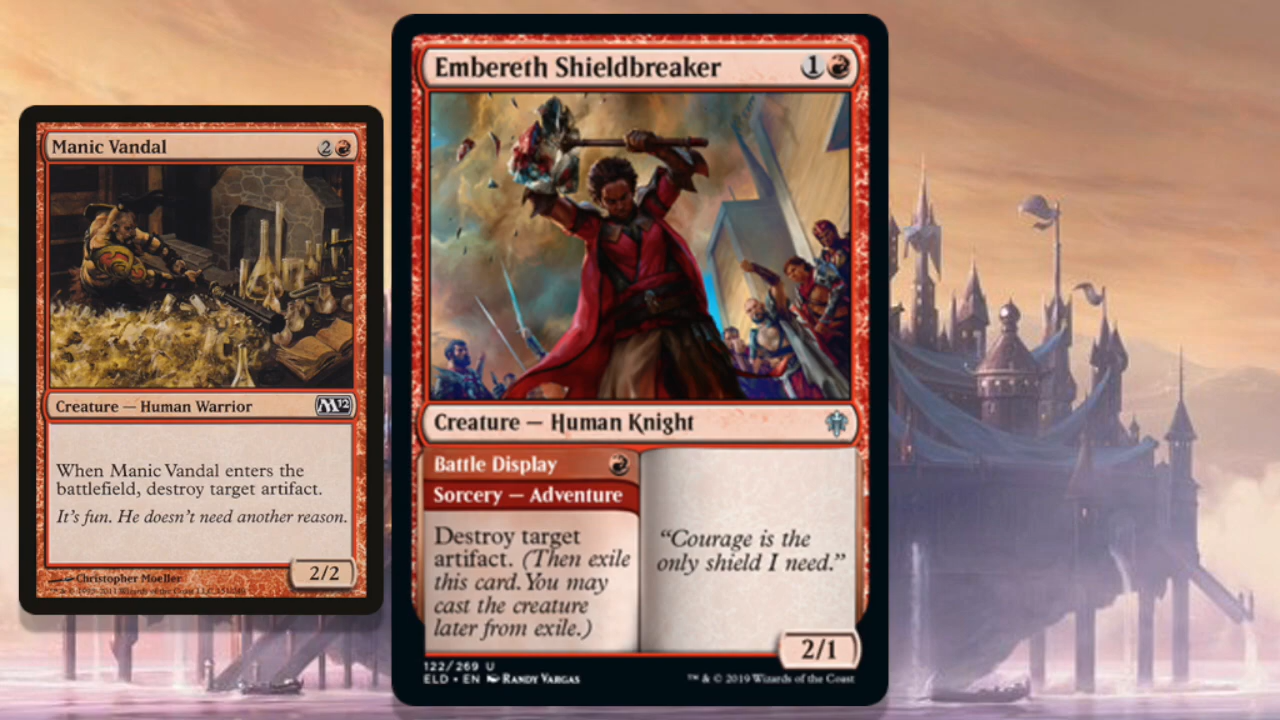 Manic Vandal 2
Creature — Human Warrior M12
When Manic Vandal enters the
battlefield, destroy target artifact.
It's fun. He doesn't need another reason.
2/2
Christopher Moeller
Embereth Shieldbreaker 1
Creature — Human Knight
Battle Display
Sorcery — Adventure
Destroy target
artifact. (Then exile
this card. You may
cast the creature
later from exile.)
"Courage is the
only shield I need."
2/1
122/269 U
ELD • EN Randy Vargas
™ & © 2019 Wizards of the Coast